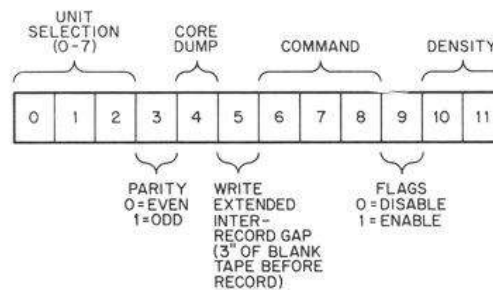 UNIT
SELECTION
(0-7)
CORE
DUMP
COMMAND
DENSITY
0 1 2 3 4 5 6 7 8 9 10 11
PARITY
0=EVEN
1=ODD
WRITE
EXTENDED
INTER-
RECORD GAP
(3" OF BLANK
TAPE BEFORE
RECORD)
FLAGS
0=DISABLE
1=ENABLE